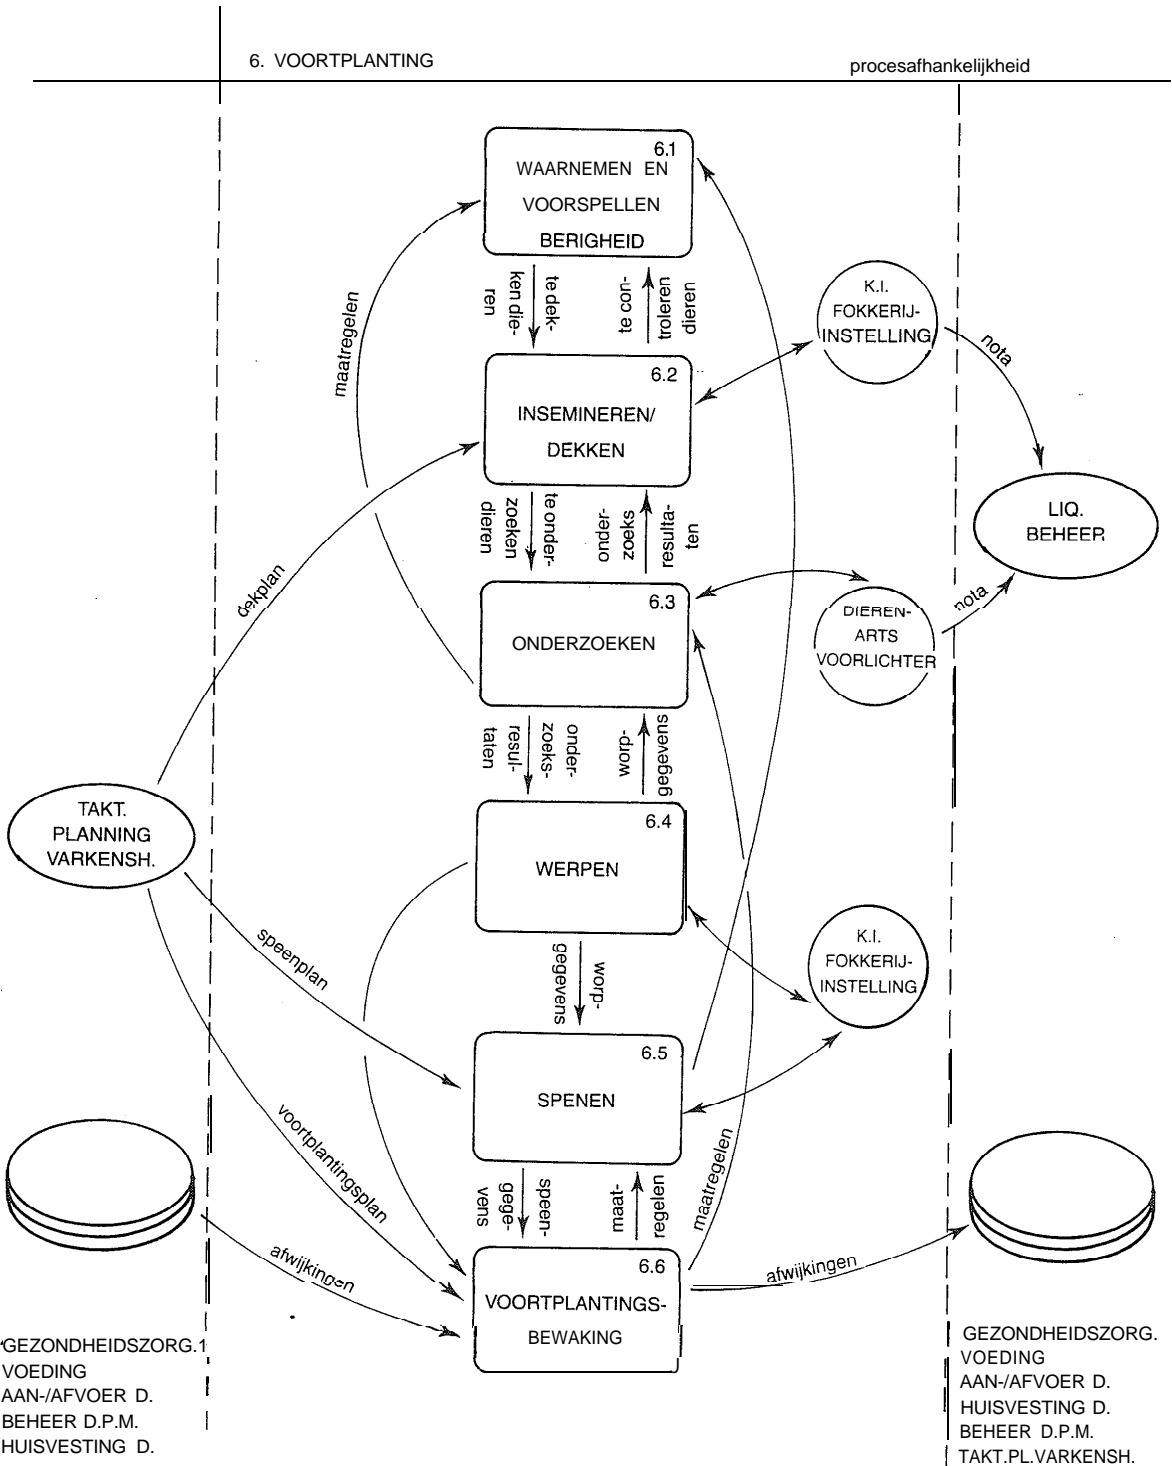 6. VOORTPLANTING
procesafhankelijkheid
6.1
WAARNEMEN EN
VOORSPELLEN
BERIGHEID
maatregelen
te dek-
ken die-
ren
te con-
troleren
dieren
K.I.
FOKKERIJ-
INSTELLING
nota
6.2
INSEMINEREN/
DEKKEN
LIQ.
BEHEER
te onder-
zoeken
dieren
onder-
zoeks
resulta-
ten
dekplan
6.3
ONDERZOEKEN
DIEREN-
ARTS
VOORLICHTER
nota
onder-
zoeks-
resul-
taten
worp-
gegevens
TAKT.
PLANNING
VARKENSH.
6.4
WERPEN
speenplan
worp-
gegevens
K.I.
FOKKERIJ-
INSTELLING
6.5
SPENEN
voortplantingsplan
speen-
gege-
vens
maat-
regelen
maatregelen
afwijkingen
6.6
VOORTPLANTINGS-
BEWAKING
afwijkingen
GEZONDHEIDSZORG.1
VOEDING
AAN-/AFVOER D.
BEHEER D.P.M.
HUISVESTING D.
GEZONDHEIDSZORG.
VOEDING
AAN-/AFVOER D.
HUISVESTING D.
BEHEER D.P.M.
TAKT.PL.VARKENSH.